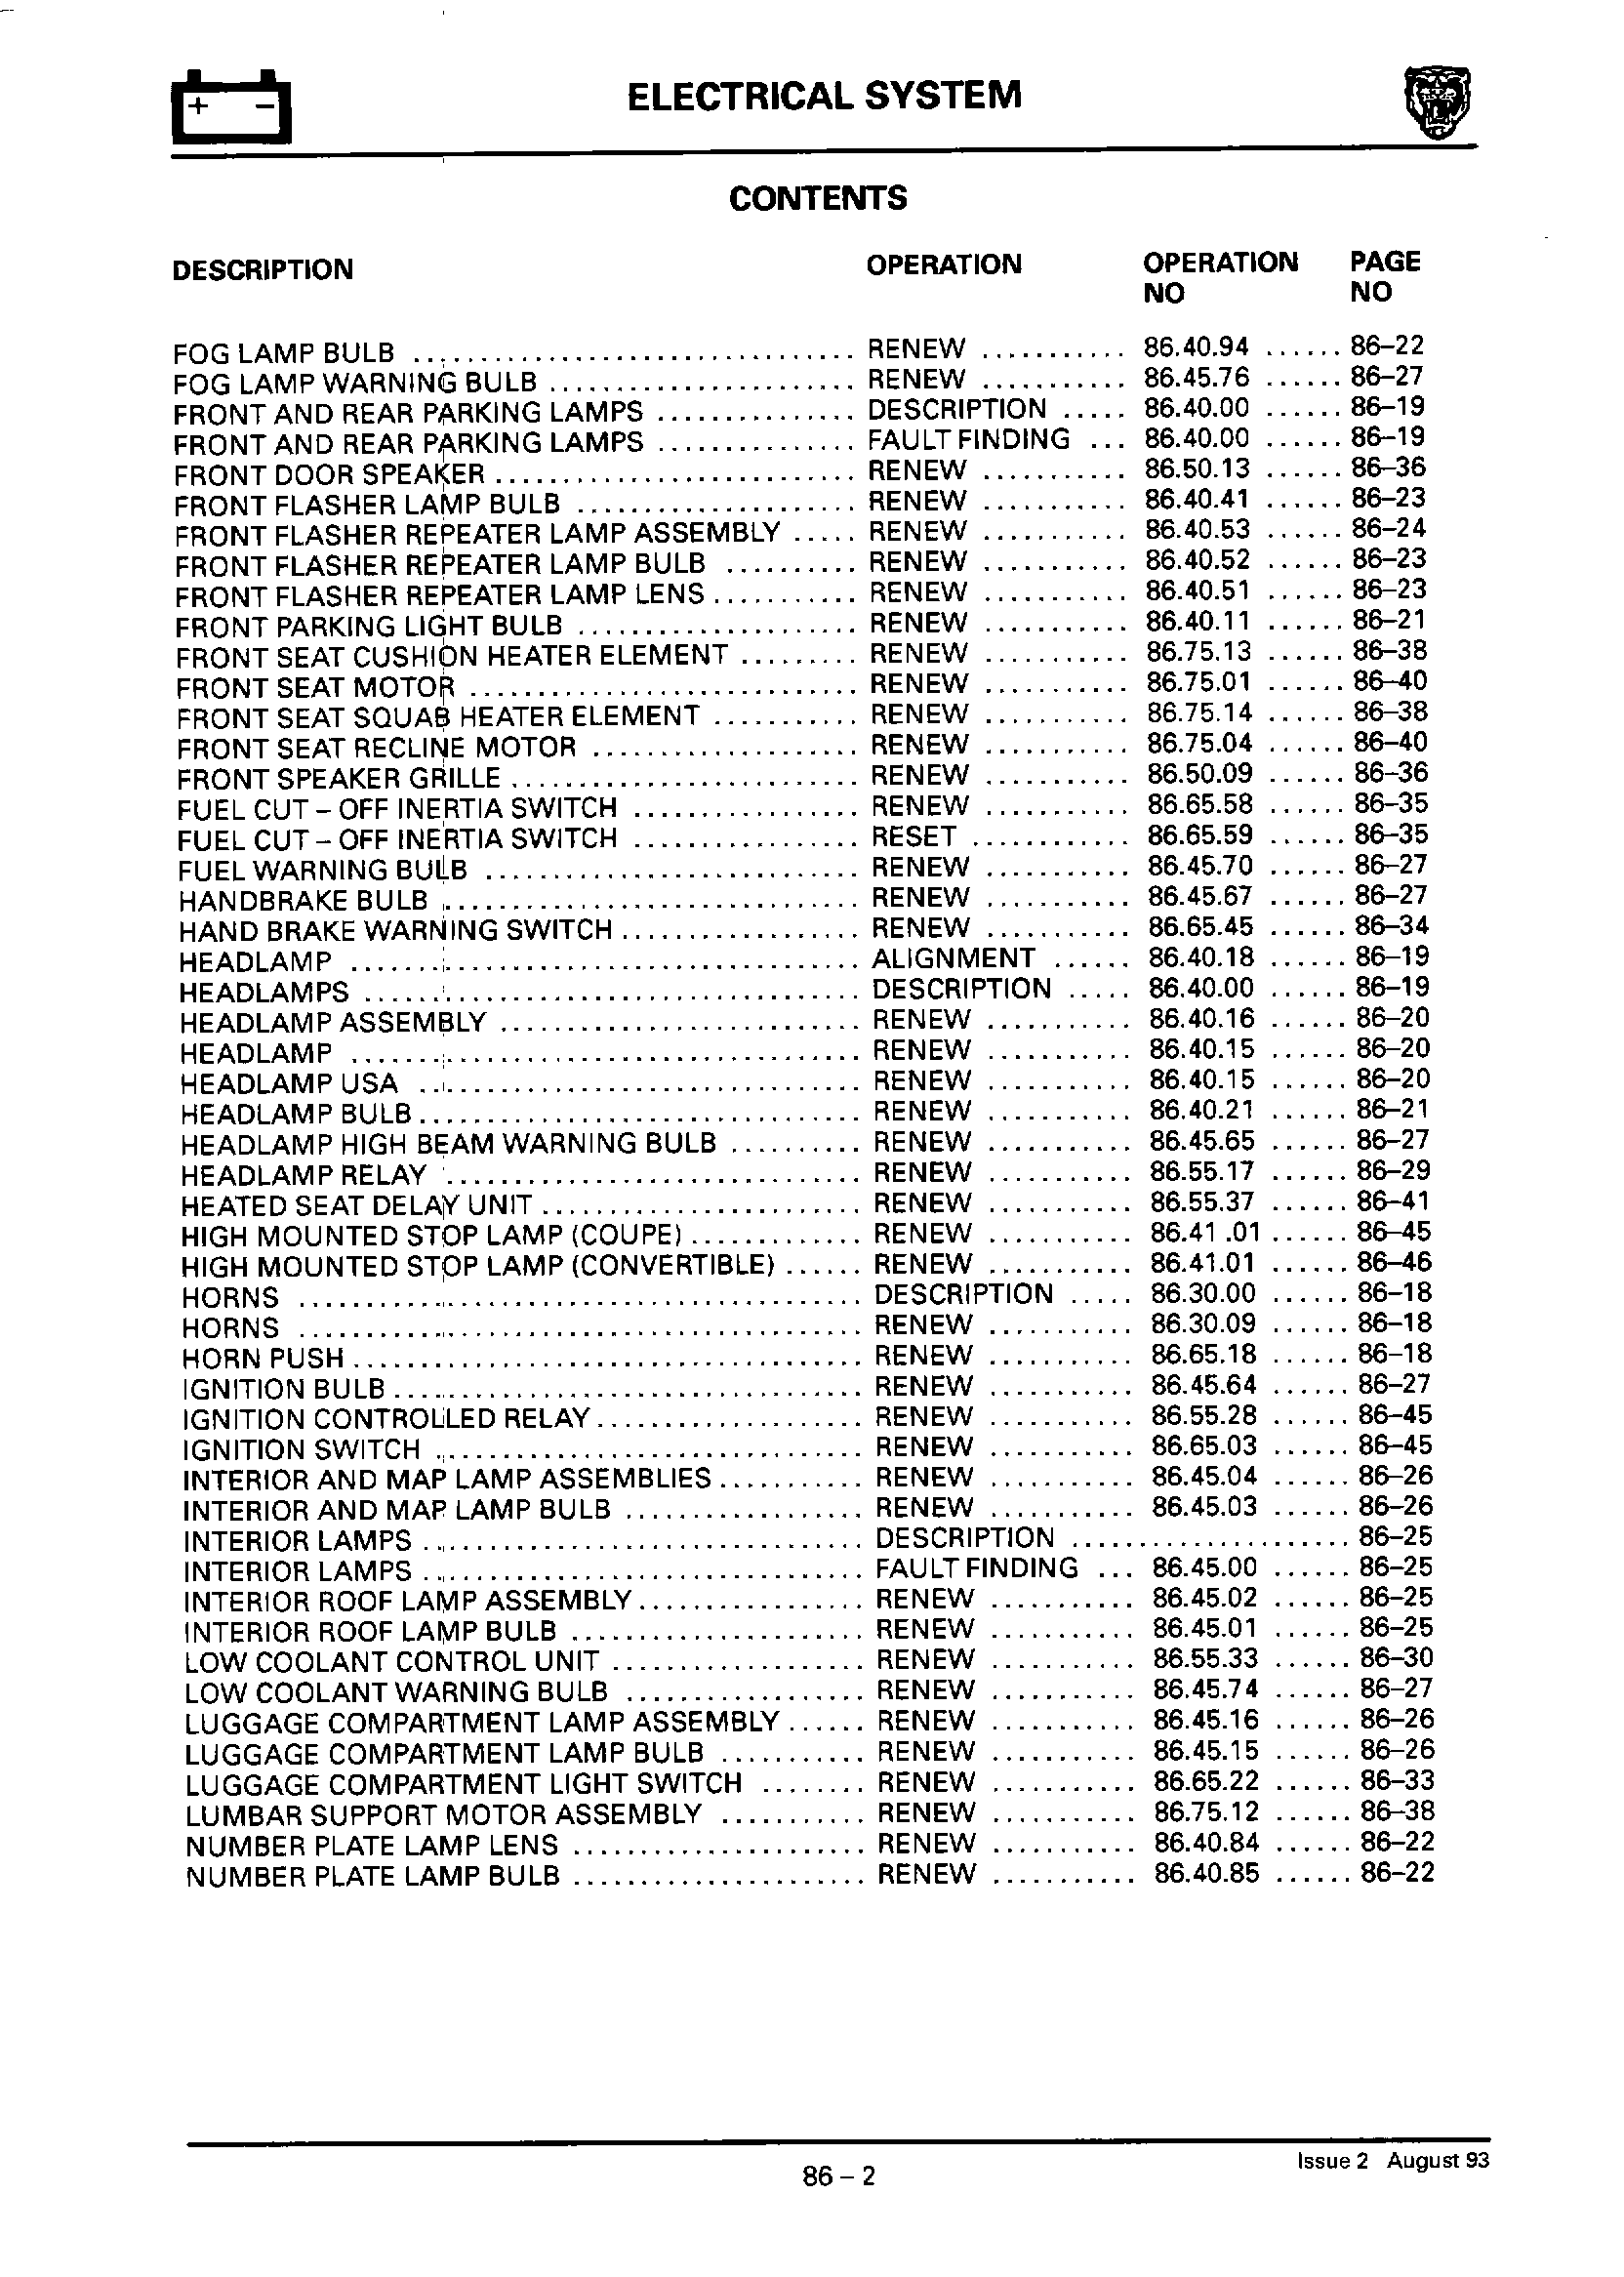 + −
ELECTRICAL SYSTEM
CONTENTS
DESCRIPTION OPERATION OPERATION NO PAGE NO
FOG LAMP BULB ................................. RENEW ........... 86.40.94 ...... 86–22
FOG LAMP WARNING BULB ....................... RENEW ........... 86.45.76 ...... 86–27
FRONT AND REAR PARKING LAMPS ............... DESCRIPTION ..... 86.40.00 ...... 86–19
FRONT AND REAR PARKING LAMPS ............... FAULT FINDING ... 86.40.00 ...... 86–19
FRONT DOOR SPEAKER ........................... RENEW ........... 86.50.13 ...... 86–36
FRONT FLASHER LAMP BULB ..................... RENEW ........... 86.40.41 ...... 86–23
FRONT FLASHER REPEATER LAMP ASSEMBLY ..... RENEW ........... 86.40.53 ...... 86–24
FRONT FLASHER REPEATER LAMP BULB .......... RENEW ........... 86.40.52 ...... 86–23
FRONT FLASHER REPEATER LAMP LENS ........... RENEW ........... 86.40.51 ...... 86–23
FRONT PARKING LIGHT BULB ..................... RENEW ........... 86.40.11 ...... 86–21
FRONT SEAT CUSHION HEATER ELEMENT ......... RENEW ........... 86.75.13 ...... 86–38
FRONT SEAT MOTOR ............................. RENEW ........... 86.75.01 ...... 86–40
FRONT SEAT SQUAB HEATER ELEMENT ........... RENEW ........... 86.75.14 ...... 86–38
FRONT SEAT RECLINE MOTOR .................... RENEW ........... 86.75.04 ...... 86–40
FRONT SPEAKER GRILLE .......................... RENEW ........... 86.50.09 ...... 86–36
FUEL CUT – OFF INERTIA SWITCH ................. RENEW ........... 86.65.58 ...... 86–35
FUEL CUT – OFF INERTIA SWITCH ................. RESET ............ 86.65.59 ...... 86–35
FUEL WARNING BULB ............................ RENEW ........... 86.45.70 ...... 86–27
HANDBRAKE BULB ............................... RENEW ........... 86.45.67 ...... 86–27
HAND BRAKE WARNING SWITCH .................. RENEW ........... 86.65.45 ...... 86–34
HEADLAMP ...................................... ALIGNMENT ...... 86.40.18 ...... 86–19
HEADLAMPS ..................................... DESCRIPTION ..... 86.40.00 ...... 86–19
HEADLAMP ASSEMBLY ........................... RENEW ........... 86.40.16 ...... 86–20
HEADLAMP ...................................... RENEW ........... 86.40.15 ...... 86–20
HEADLAMP USA ................................. RENEW ........... 86.40.15 ...... 86–20
HEADLAMP BULB ................................. RENEW ........... 86.40.21 ...... 86–21
HEADLAMP HIGH BEAM WARNING BULB .......... RENEW ........... 86.45.65 ...... 86–27
HEADLAMP RELAY ............................... RENEW ........... 86.55.17 ...... 86–29
HEATED SEAT DELAY UNIT ........................ RENEW ........... 86.55.37 ...... 86–41
HIGH MOUNTED STOP LAMP (COUPE) ............. RENEW ........... 86.41 .01 ...... 86–45
HIGH MOUNTED STOP LAMP (CONVERTIBLE) ...... RENEW ........... 86.41.01 ...... 86–46
HORNS .......................................... DESCRIPTION ..... 86.30.00 ...... 86–18
HORNS .......................................... RENEW ........... 86.30.09 ...... 86–18
HORN PUSH ...................................... RENEW ........... 86.65.18 ...... 86–18
IGNITION BULB ................................... RENEW ........... 86.45.64 ...... 86–27
IGNITION CONTROLLED RELAY .................... RENEW ........... 86.55.28 ...... 86–45
IGNITION SWITCH ................................ RENEW ........... 86.65.03 ...... 86–45
INTERIOR AND MAP LAMP ASSEMBLIES ........... RENEW ........... 86.45.04 ...... 86–26
INTERIOR AND MAP LAMP BULB .................. RENEW ........... 86.45.03 ...... 86–26
INTERIOR LAMPS ................................. DESCRIPTION ..................... 86–25
INTERIOR LAMPS ................................. FAULT FINDING ... 86.45.00 ...... 86–25
INTERIOR ROOF LAMP ASSEMBLY ................. RENEW ........... 86.45.02 ...... 86–25
INTERIOR ROOF LAMP BULB ...................... RENEW ........... 86.45.01 ...... 86–25
LOW COOLANT CONTROL UNIT ................... RENEW ........... 86.55.33 ...... 86–30
LOW COOLANT WARNING BULB .................. RENEW ........... 86.45.74 ...... 86–27
LUGGAGE COMPARTMENT LAMP ASSEMBLY ...... RENEW ........... 86.45.16 ...... 86–26
LUGGAGE COMPARTMENT LAMP BULB ........... RENEW ........... 86.45.15 ...... 86–26
LUGGAGE COMPARTMENT LIGHT SWITCH ........ RENEW ........... 86.65.22 ...... 86–33
LUMBAR SUPPORT MOTOR ASSEMBLY ........... RENEW ........... 86.75.12 ...... 86–38
NUMBER PLATE LAMP LENS ...................... RENEW ........... 86.40.84 ...... 86–22
NUMBER PLATE LAMP BULB ...................... RENEW ........... 86.40.85 ...... 86–22
Issue 2 August 93
86 – 2